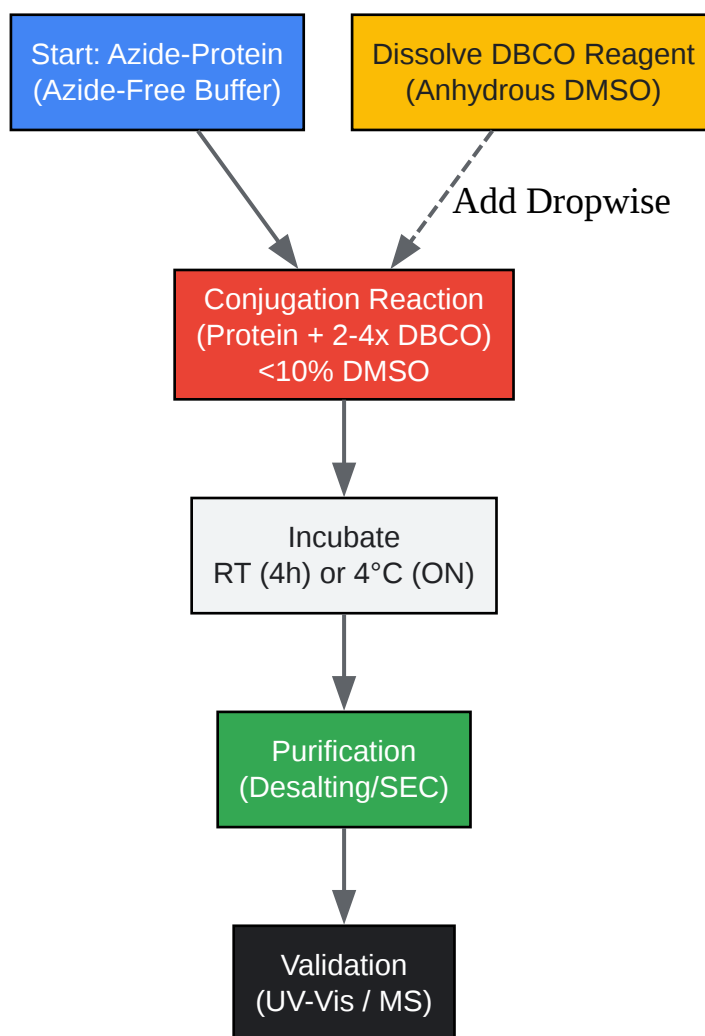 Start: Azide-Protein
(Azide-Free Buffer)
Dissolve DBCO Reagent
(Anhydrous DMSO)
Add Dropwise
Conjugation Reaction
(Protein + 2-4x DBCO)
<10% DMSO
Incubate
RT (4h) or 4°C (ON)
Purification
(Desalting/SEC)
Validation
(UV-Vis / MS)